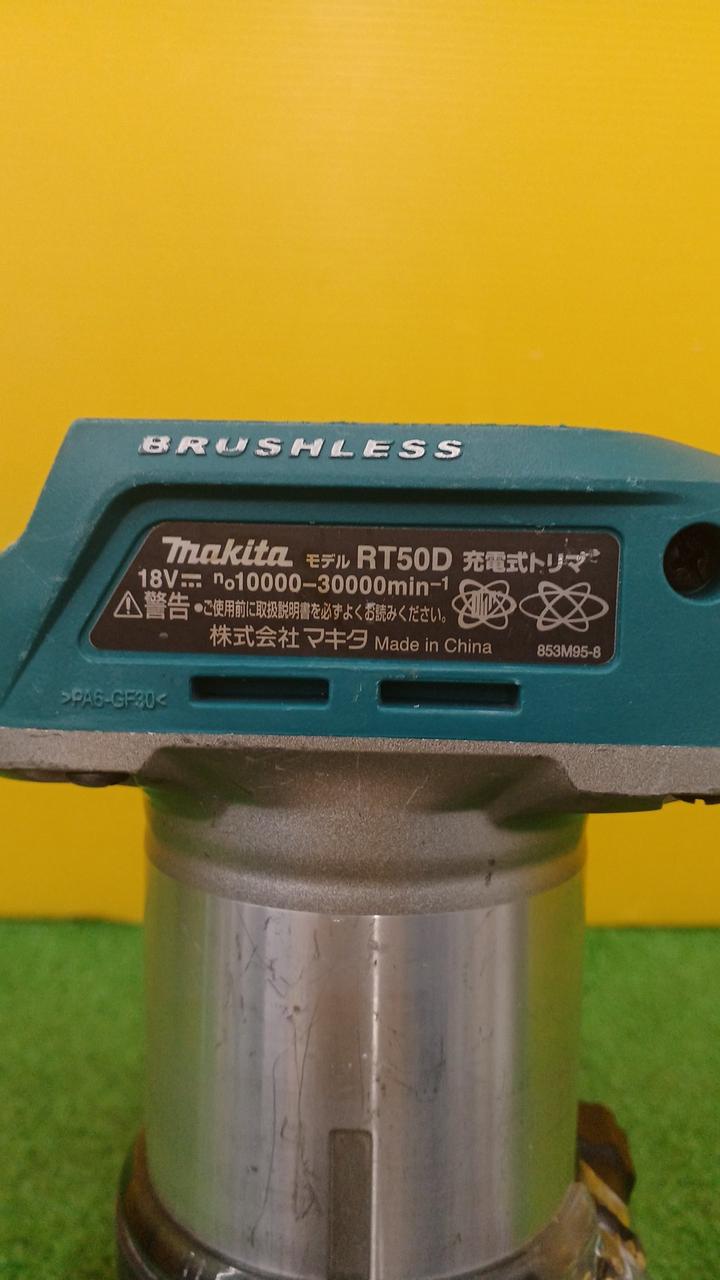 BRUSHLESS
makita モデル RT50D 充電式トリマ
18V⎓ n₀10000–30000min⁻¹
⚠警告 ●ご使用前に取扱説明書を必ずよくお読みください。
株式会社マキタ Made in China 853M95-8
>PA6-GF30<